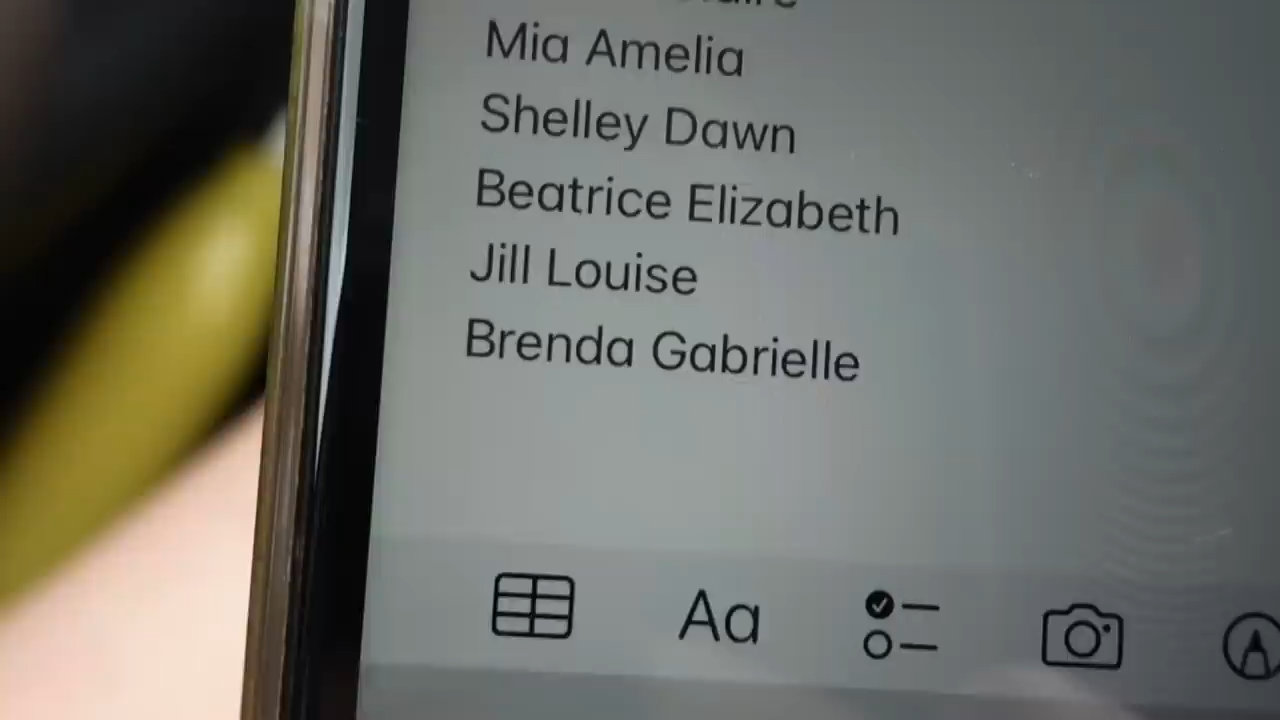 Mia Amelia
Shelley Dawn
Beatrice Elizabeth
Jill Louise
Brenda Gabrielle
Aa